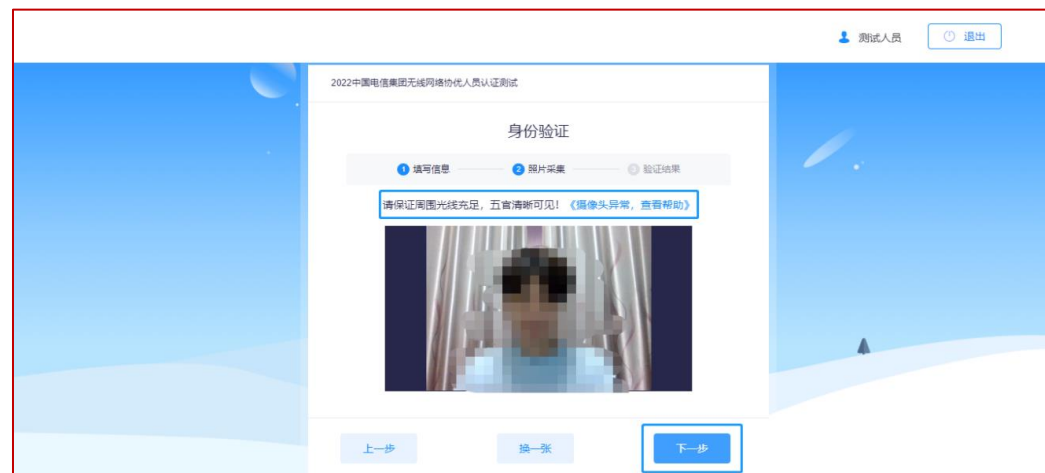 测试人员
退出
2022中国电信集团无线网络协优人员认证测试
身份验证
1 填写信息 2 照片采集 3 验证结果
请保证周围光线充足，五官清晰可见！《摄像头异常，查看帮助》
上一步 换一张 下一步